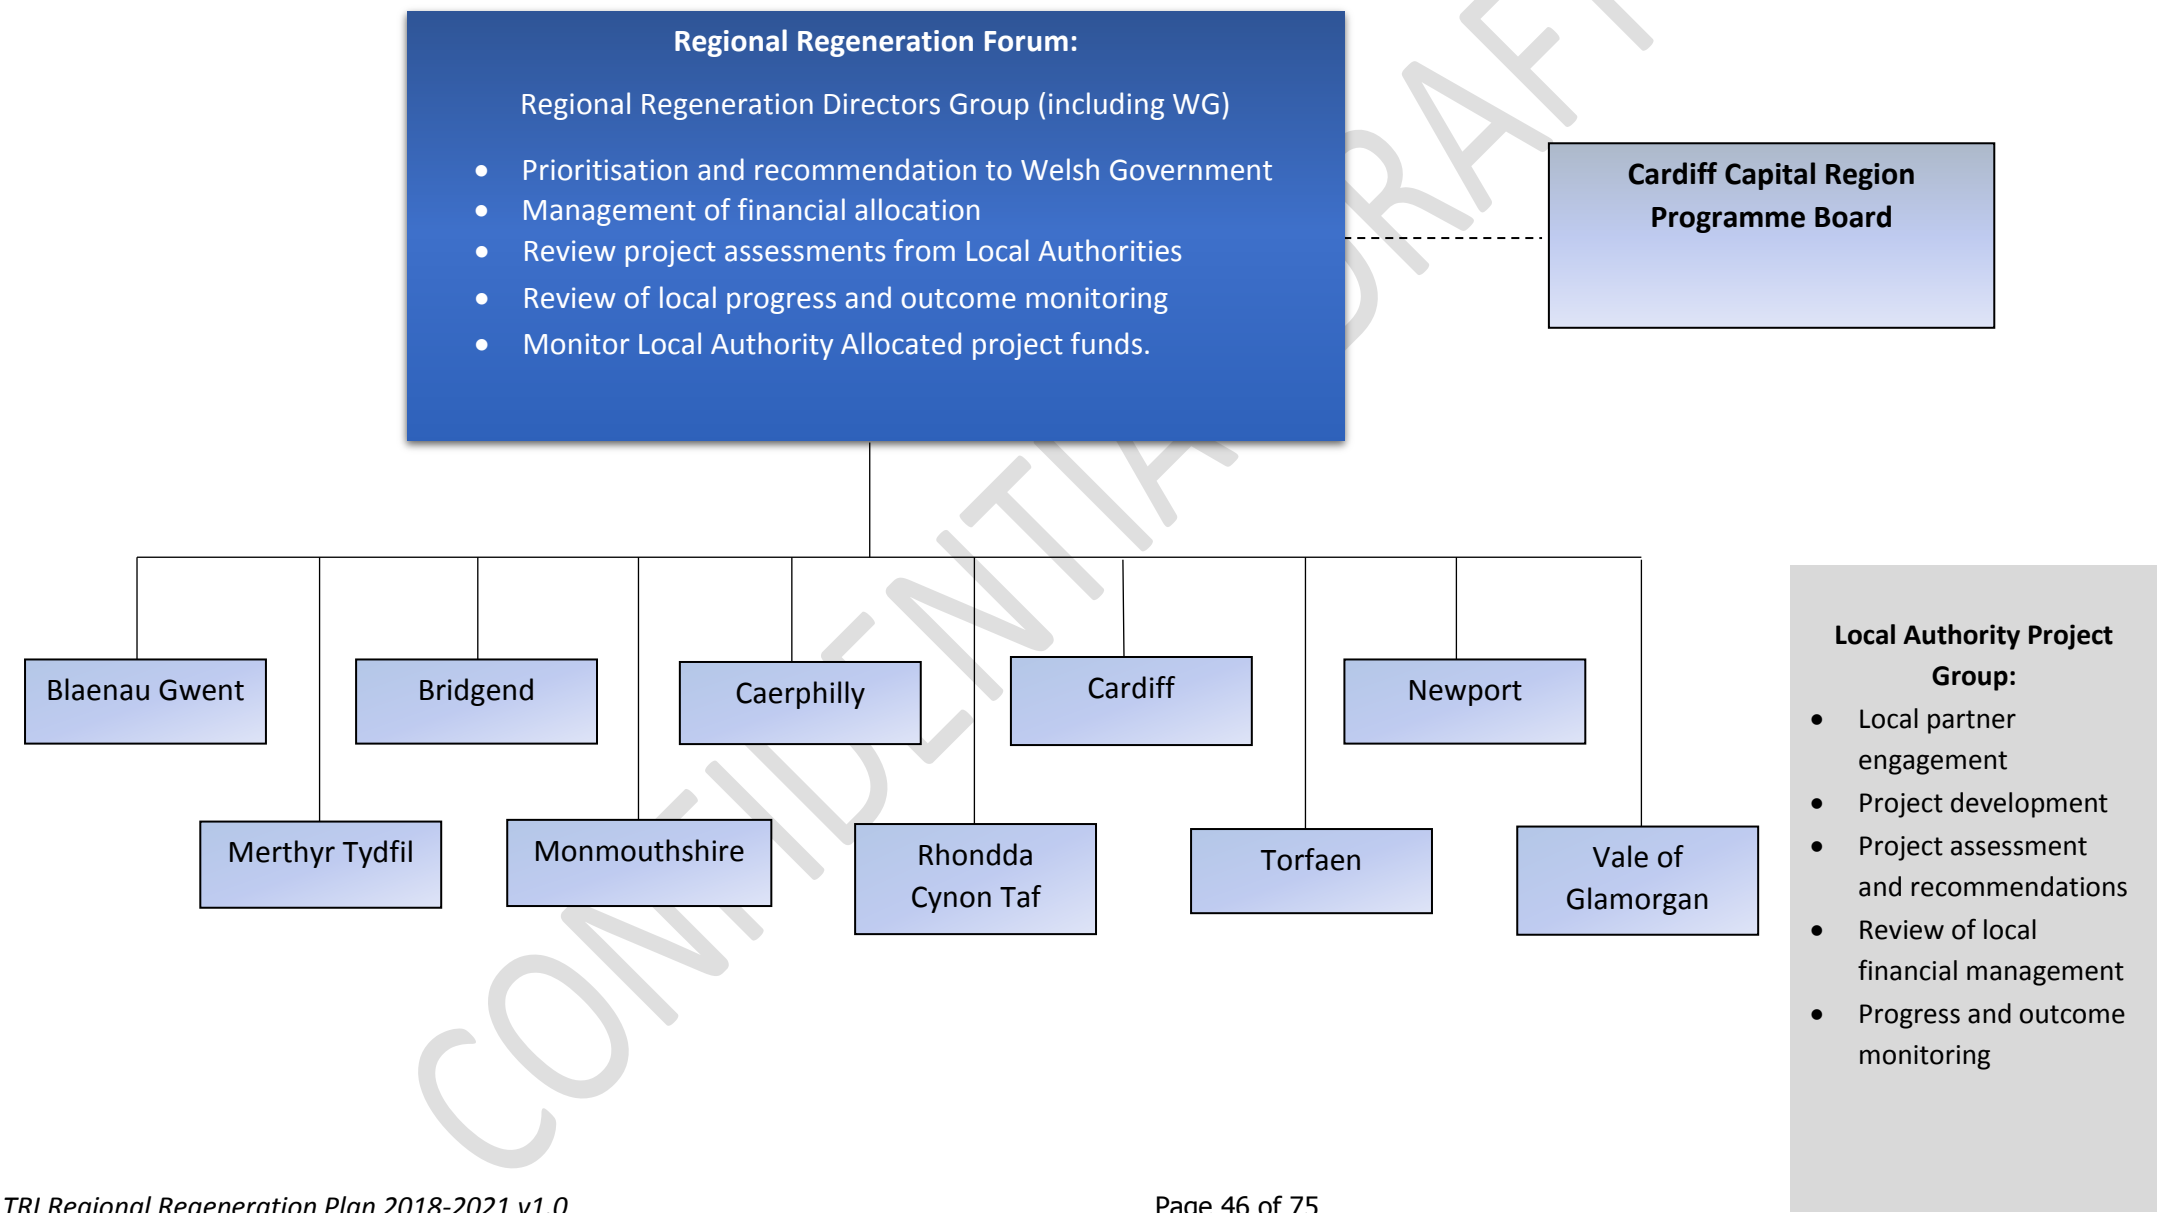 Regional Regeneration Forum:
Regional Regeneration Directors Group (including WG)
• Prioritisation and recommendation to Welsh Government
• Management of financial allocation
• Review project assessments from Local Authorities
• Review of local progress and outcome monitoring
• Monitor Local Authority Allocated project funds.
Cardiff Capital Region
Programme Board
Blaenau Gwent
Bridgend
Caerphilly
Cardiff
Newport
Merthyr Tydfil
Monmouthshire
Rhondda
Cynon Taf
Torfaen
Vale of
Glamorgan
Local Authority Project
Group:
• Local partner
engagement
• Project development
• Project assessment
and recommendations
• Review of local
financial management
• Progress and outcome
monitoring
CONFIDENTIAL DRAFT
TRI Regional Regeneration Plan 2018-2021 v1.0
Page 46 of 75